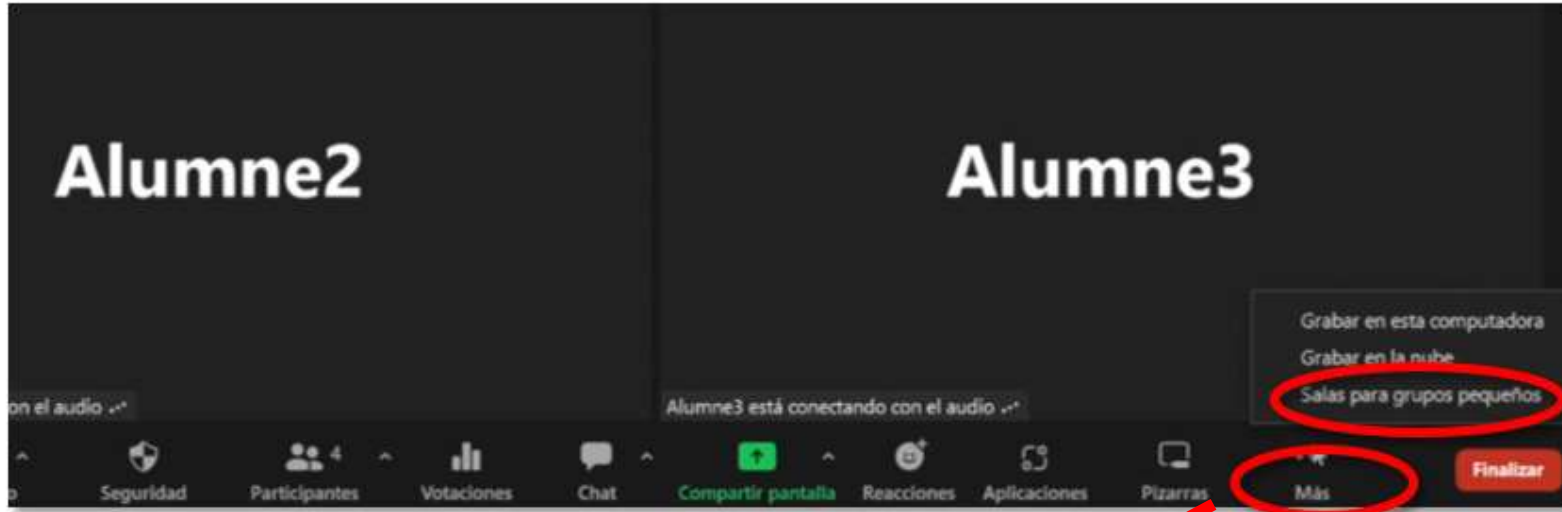 Alumne2
Alumne3
Grabar en esta computadora
Grabar en la nube
Salas para grupos pequeños
on el audio
Alumne3 está conectando con el audio
4
Seguridad
Participantes
Votaciones
Chat
Compartir pantalla
Reacciones
Aplicaciones
Pizarras
Más
Finalizar